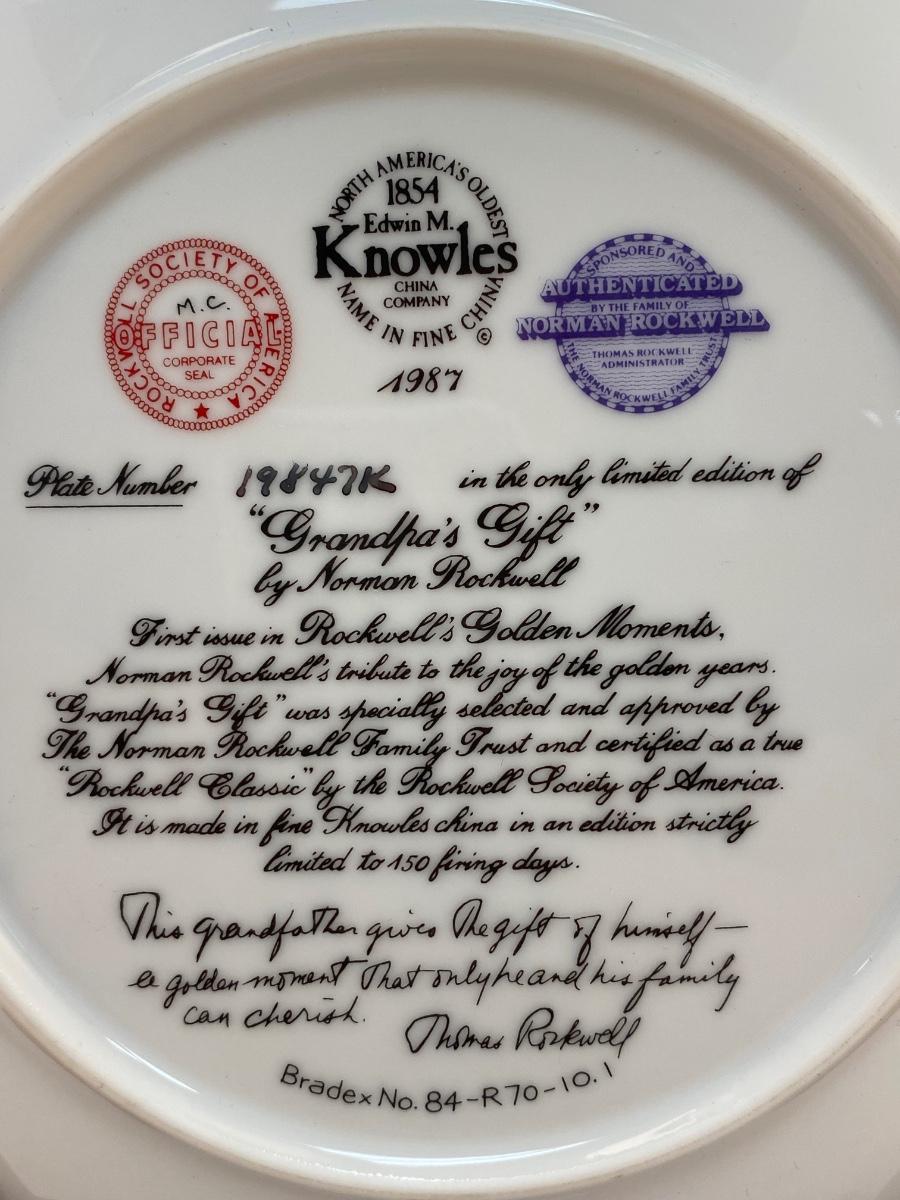 NORTH AMERICA'S OLDEST
1854
Edwin M.
Knowles
CHINA
COMPANY
NAME IN FINE CHINA
©
1987
ROCKWELL SOCIETY OF AMERICA
M.C.
OFFICIAL
CORPORATE
SEAL
SPONSORED AND
AUTHENTICATED
BY THE FAMILY OF
NORMAN ROCKWELL
THOMAS ROCKWELL
ADMINISTRATOR
THE NORMAN ROCKWELL FAMILY TRUST
Plate Number 19847K in the only limited edition of
"Grandpa's Gift"
by Norman Rockwell
First issue in Rockwell's Golden Moments,
Norman Rockwell's tribute to the joy of the golden years.
"Grandpa's Gift" was specially selected and approved by
The Norman Rockwell Family Trust and certified as a true
"Rockwell Classic" by the Rockwell Society of America.
It is made in fine Knowles china in an edition strictly
limited to 150 firing days.
This grandfather gives the gift of himself—
a golden moment that only he and his family
can cherish.
Thomas Rockwell
Bradex No. 84-R70-10.1